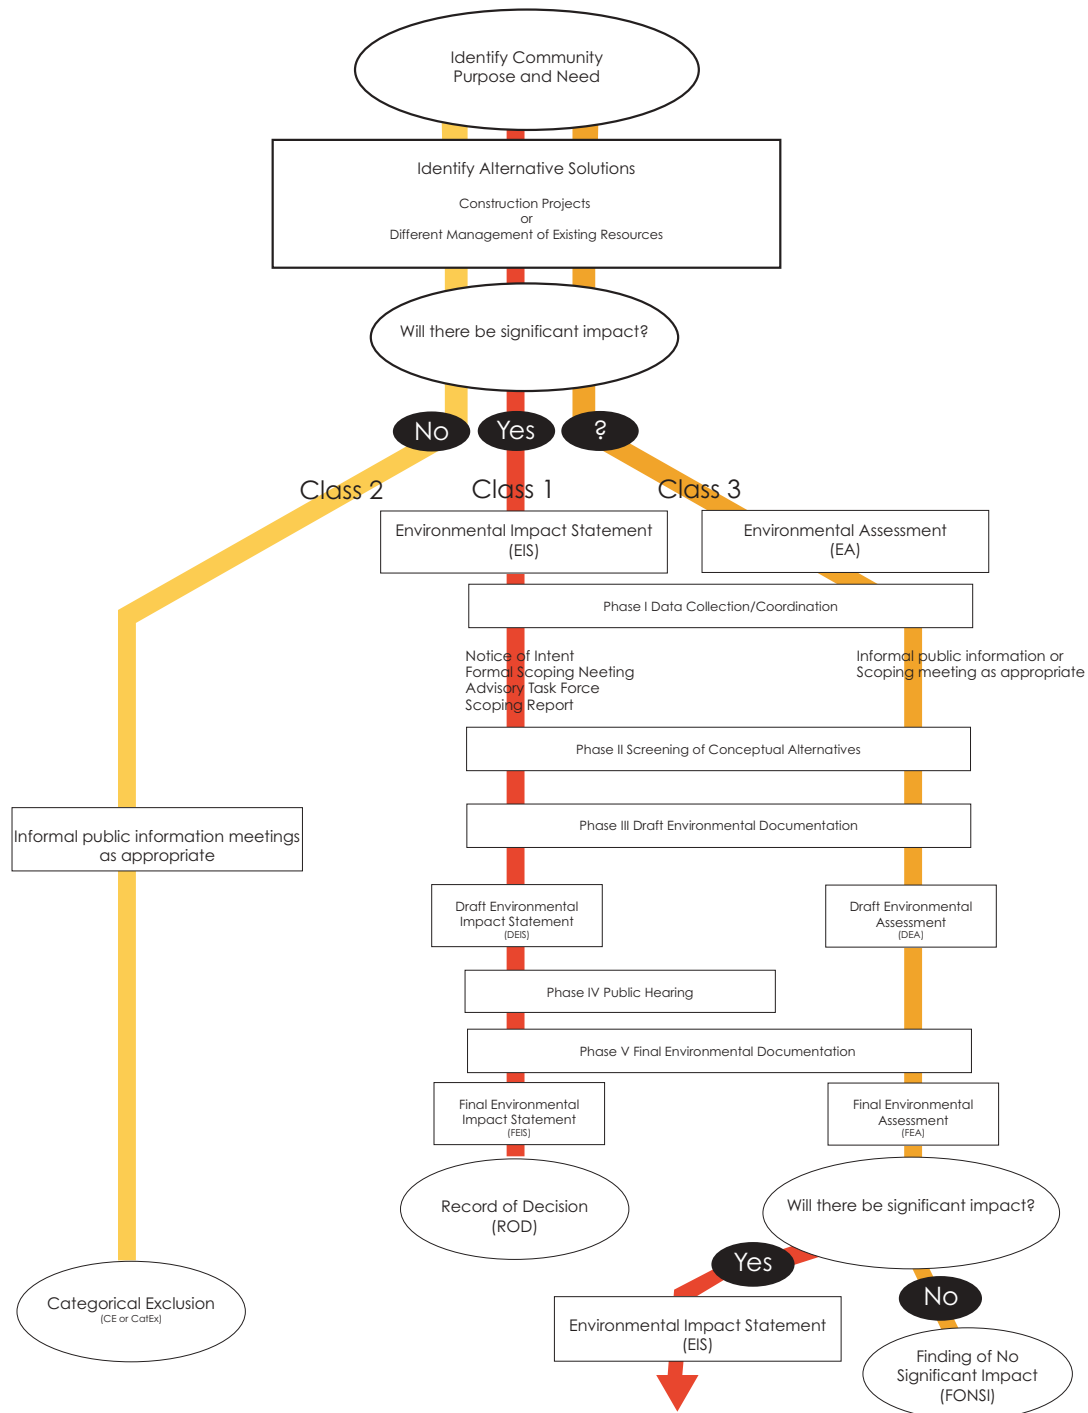 Identify Community
Purpose and Need
Identify Alternative Solutions
Construction Projects
or
Different Management of Existing Resources
Will there be significant impact?
No
Yes
?
Class 2
Class 1
Class 3
Environmental Impact Statement
(EIS)
Environmental Assessment
(EA)
Phase I Data Collection/Coordination
Notice of Intent
Formal Scoping Neeting
Advisory Task Force
Scoping Report
Informal public information or
Scoping meeting as appropriate
Phase II Screening of Conceptual Alternatives
Phase III Draft Environmental Documentation
Informal public information meetings
as appropriate
Draft Environmental
Impact Statement
(DEIS)
Draft Environmental
Assessment
(DEA)
Phase IV Public Hearing
Phase V Final Environmental Documentation
Final Environmental
Impact Statement
(FEIS)
Final Environmental
Assessment
(FEA)
Record of Decision
(ROD)
Will there be significant impact?
Yes
No
Categorical Exclusion
(CE or CatEx)
Environmental Impact Statement
(EIS)
Finding of No
Significant Impact
(FONSI)